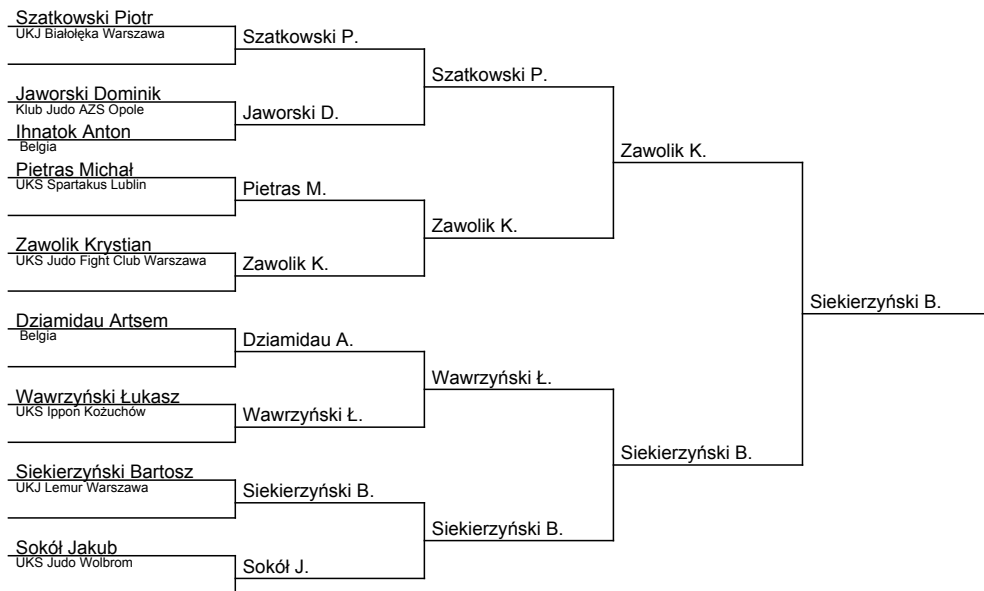 Szatkowski Piotr
UKJ Białołęka Warszawa
Szatkowski P.
Szatkowski P.
Jaworski Dominik
Klub Judo AZS Opole
Jaworski D.
Ihnatok Anton
Belgia
Zawolik K.
Pietras Michał
UKS Spartakus Lublin
Pietras M.
Zawolik K.
Zawolik Krystian
UKS Judo Fight Club Warszawa
Zawolik K.
Siekierzyński B.
Dziamidau Artsem
Belgia
Dziamidau A.
Wawrzyński Ł.
Wawrzyński Łukasz
UKS Ippon Kożuchów
Wawrzyński Ł.
Siekierzyński B.
Siekierzyński Bartosz
UKJ Lemur Warszawa
Siekierzyński B.
Siekierzyński B.
Sokół Jakub
UKS Judo Wolbrom
Sokół J.